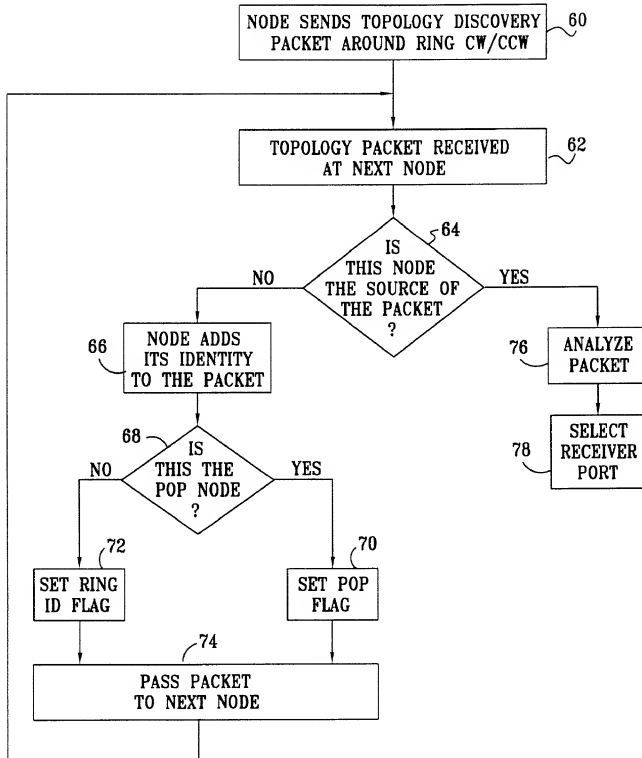 NODE SENDS TOPOLOGY DISCOVERY
PACKET AROUND RING CW/CCW
60
TOPOLOGY PACKET RECEIVED
AT NEXT NODE
62
64
IS
THIS NODE
THE SOURCE OF
THE PACKET
?
NO
YES
66
NODE ADDS
ITS IDENTITY
TO THE PACKET
76
ANALYZE
PACKET
68
IS
THIS THE
POP NODE
?
NO
YES
78
SELECT
RECEIVER
PORT
72
SET RING
ID FLAG
70
SET POP
FLAG
74
PASS PACKET
TO NEXT NODE